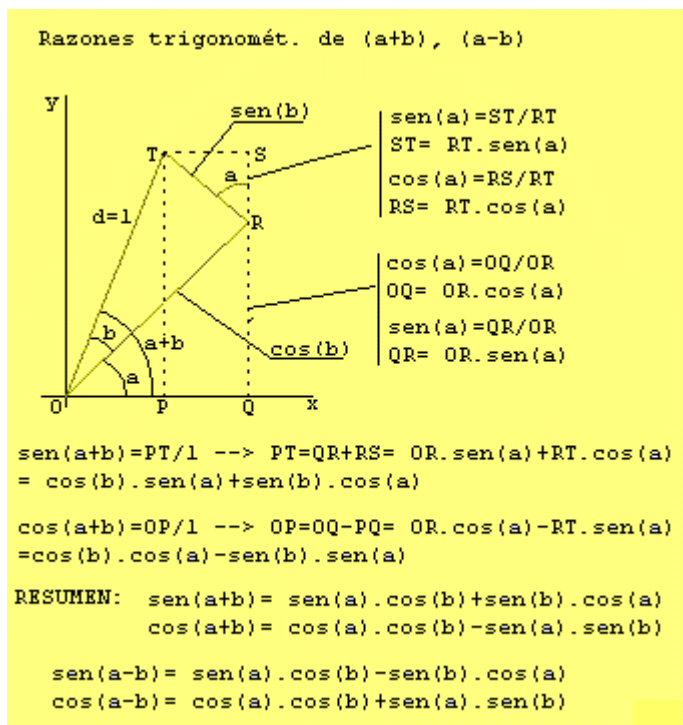 Razones trigonomét. de (a+b), (a-b)
y
sen(b)
T
S
a
d=1
R
b
a+b
a
cos(b)
O
P
Q
x
sen(a)=ST/RT
ST= RT.sen(a)
cos(a)=RS/RT
RS= RT.cos(a)
cos(a)=OQ/OR
OQ= OR.cos(a)
sen(a)=QR/OR
QR= OR.sen(a)
sen(a+b)=PT/1 --> PT=QR+RS= OR.sen(a)+RT.cos(a)
= cos(b).sen(a)+sen(b).cos(a)
cos(a+b)=OP/1 --> OP=OQ-PQ= OR.cos(a)-RT.sen(a)
=cos(b).cos(a)-sen(b).sen(a)
RESUMEN: sen(a+b)= sen(a).cos(b)+sen(b).cos(a)
cos(a+b)= cos(a).cos(b)-sen(a).sen(b)
sen(a-b)= sen(a).cos(b)-sen(b).cos(a)
cos(a-b)= cos(a).cos(b)+sen(a).sen(b)